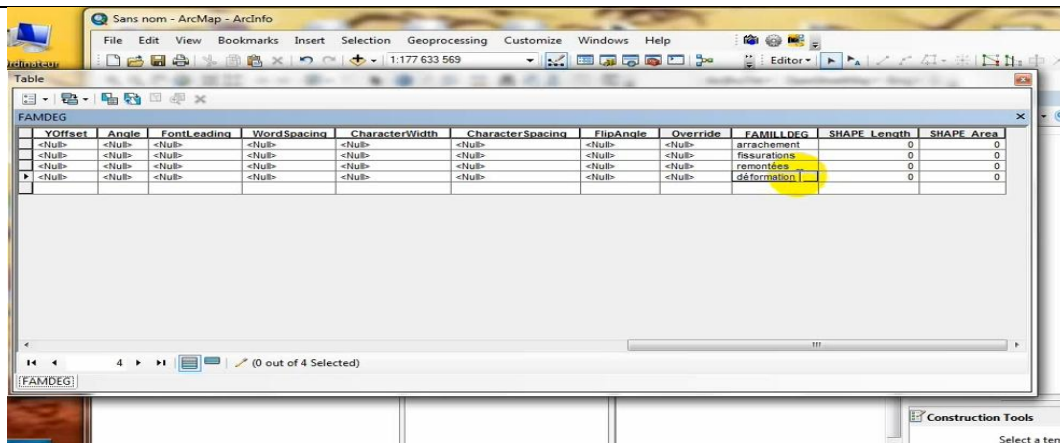 Sans nom - ArcMap - ArcInfo
File Edit View Bookmarks Insert Selection Geoprocessing Customize Windows Help
1:177 633 569 Editor
Table
FAMDEG
YOffset Angle FontLeading WordSpacing CharacterWidth CharacterSpacing FlipAngle Override FAMILLDEG SHAPE_Length SHAPE_Area
<Null> <Null> <Null> <Null> <Null> <Null> <Null> <Null> arrachement 0 0
<Null> <Null> <Null> <Null> <Null> <Null> <Null> <Null> fissurations 0 0
<Null> <Null> <Null> <Null> <Null> <Null> <Null> <Null> remontées 0 0
<Null> <Null> <Null> <Null> <Null> <Null> <Null> <Null> déformation 0 0
4 (0 out of 4 Selected)
FAMDEG
Construction Tools
Select a tem